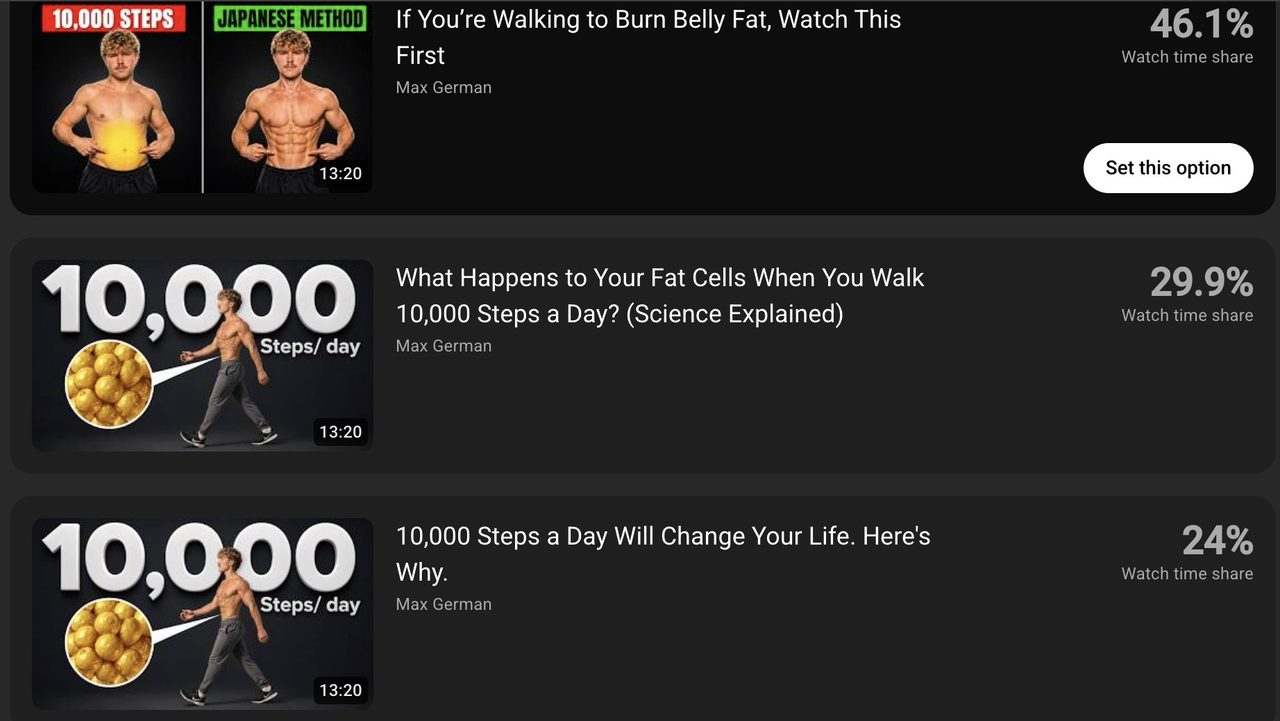 10,000 STEPS
JAPANESE METHOD
13:20
If You’re Walking to Burn Belly Fat, Watch This
First
Max German
46.1%
Watch time share
Set this option
10,000
Steps/ day
13:20
What Happens to Your Fat Cells When You Walk
10,000 Steps a Day? (Science Explained)
Max German
29.9%
Watch time share
10,000
Steps/ day
13:20
10,000 Steps a Day Will Change Your Life. Here's
Why.
Max German
24%
Watch time share